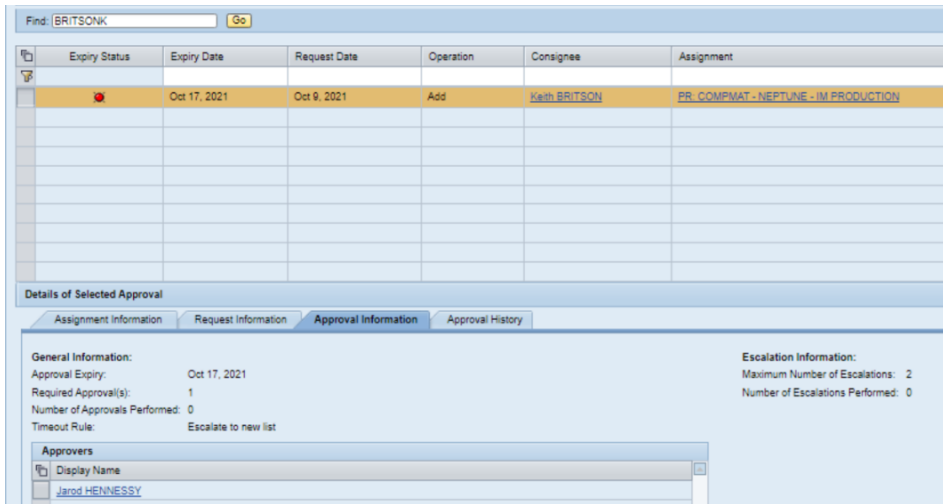 Find: BRITSONK Go
Expiry Status Expiry Date Request Date Operation Consignee Assignment
Oct 17, 2021 Oct 9, 2021 Add Keith BRITSON PR: COMPMAT - NEPTUNE - IM PRODUCTION
Details of Selected Approval
Assignment Information Request Information Approval Information Approval History
General Information:
Approval Expiry: Oct 17, 2021
Required Approval(s): 1
Number of Approvals Performed: 0
Timeout Rule: Escalate to new list
Escalation Information:
Maximum Number of Escalations: 2
Number of Escalations Performed: 0
Approvers
Display Name
Jarod HENNESSY